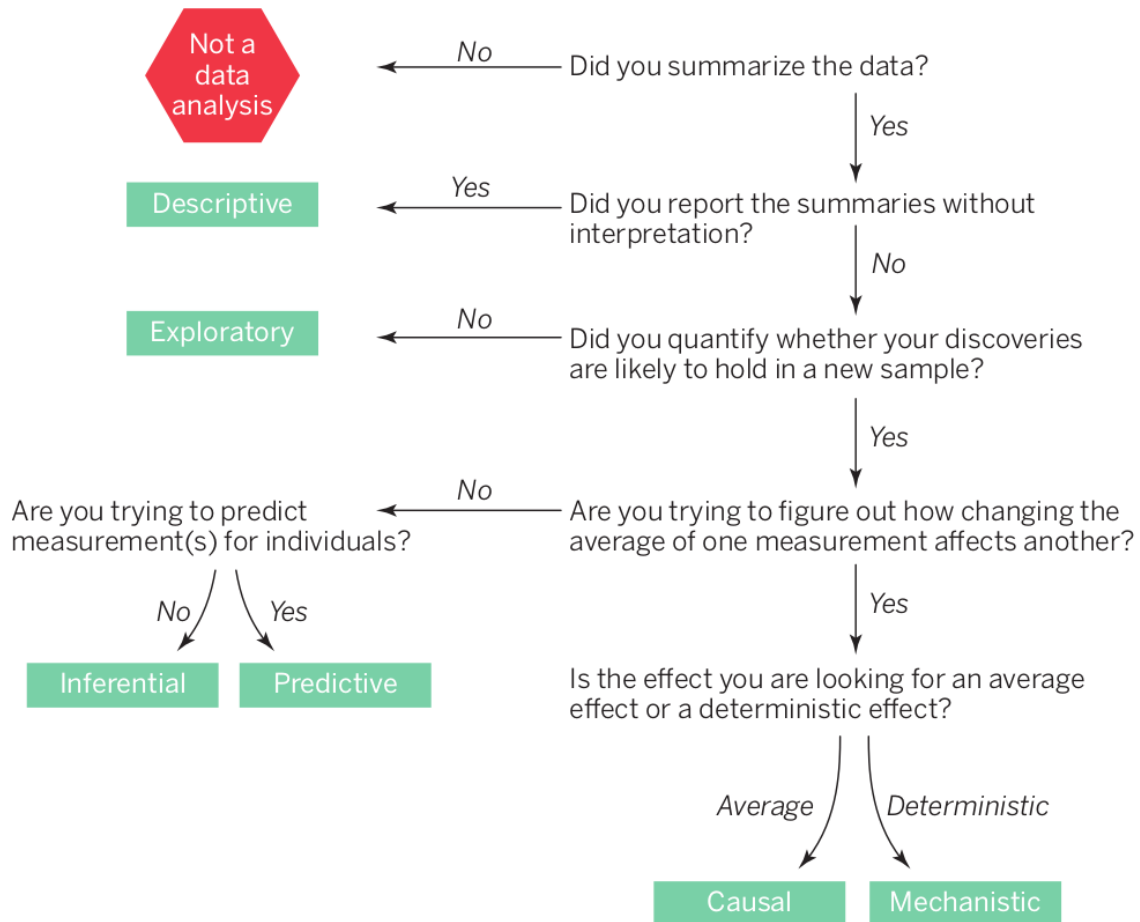 Not a
data
analysis
No
Did you summarize the data?
Yes
Descriptive
Yes
Did you report the summaries without
interpretation?
No
Exploratory
No
Did you quantify whether your discoveries
are likely to hold in a new sample?
Yes
No
Are you trying to predict
measurement(s) for individuals?
Are you trying to figure out how changing the
average of one measurement affects another?
No
Yes
Yes
Inferential
Predictive
Is the effect you are looking for an average
effect or a deterministic effect?
Average
Deterministic
Causal
Mechanistic